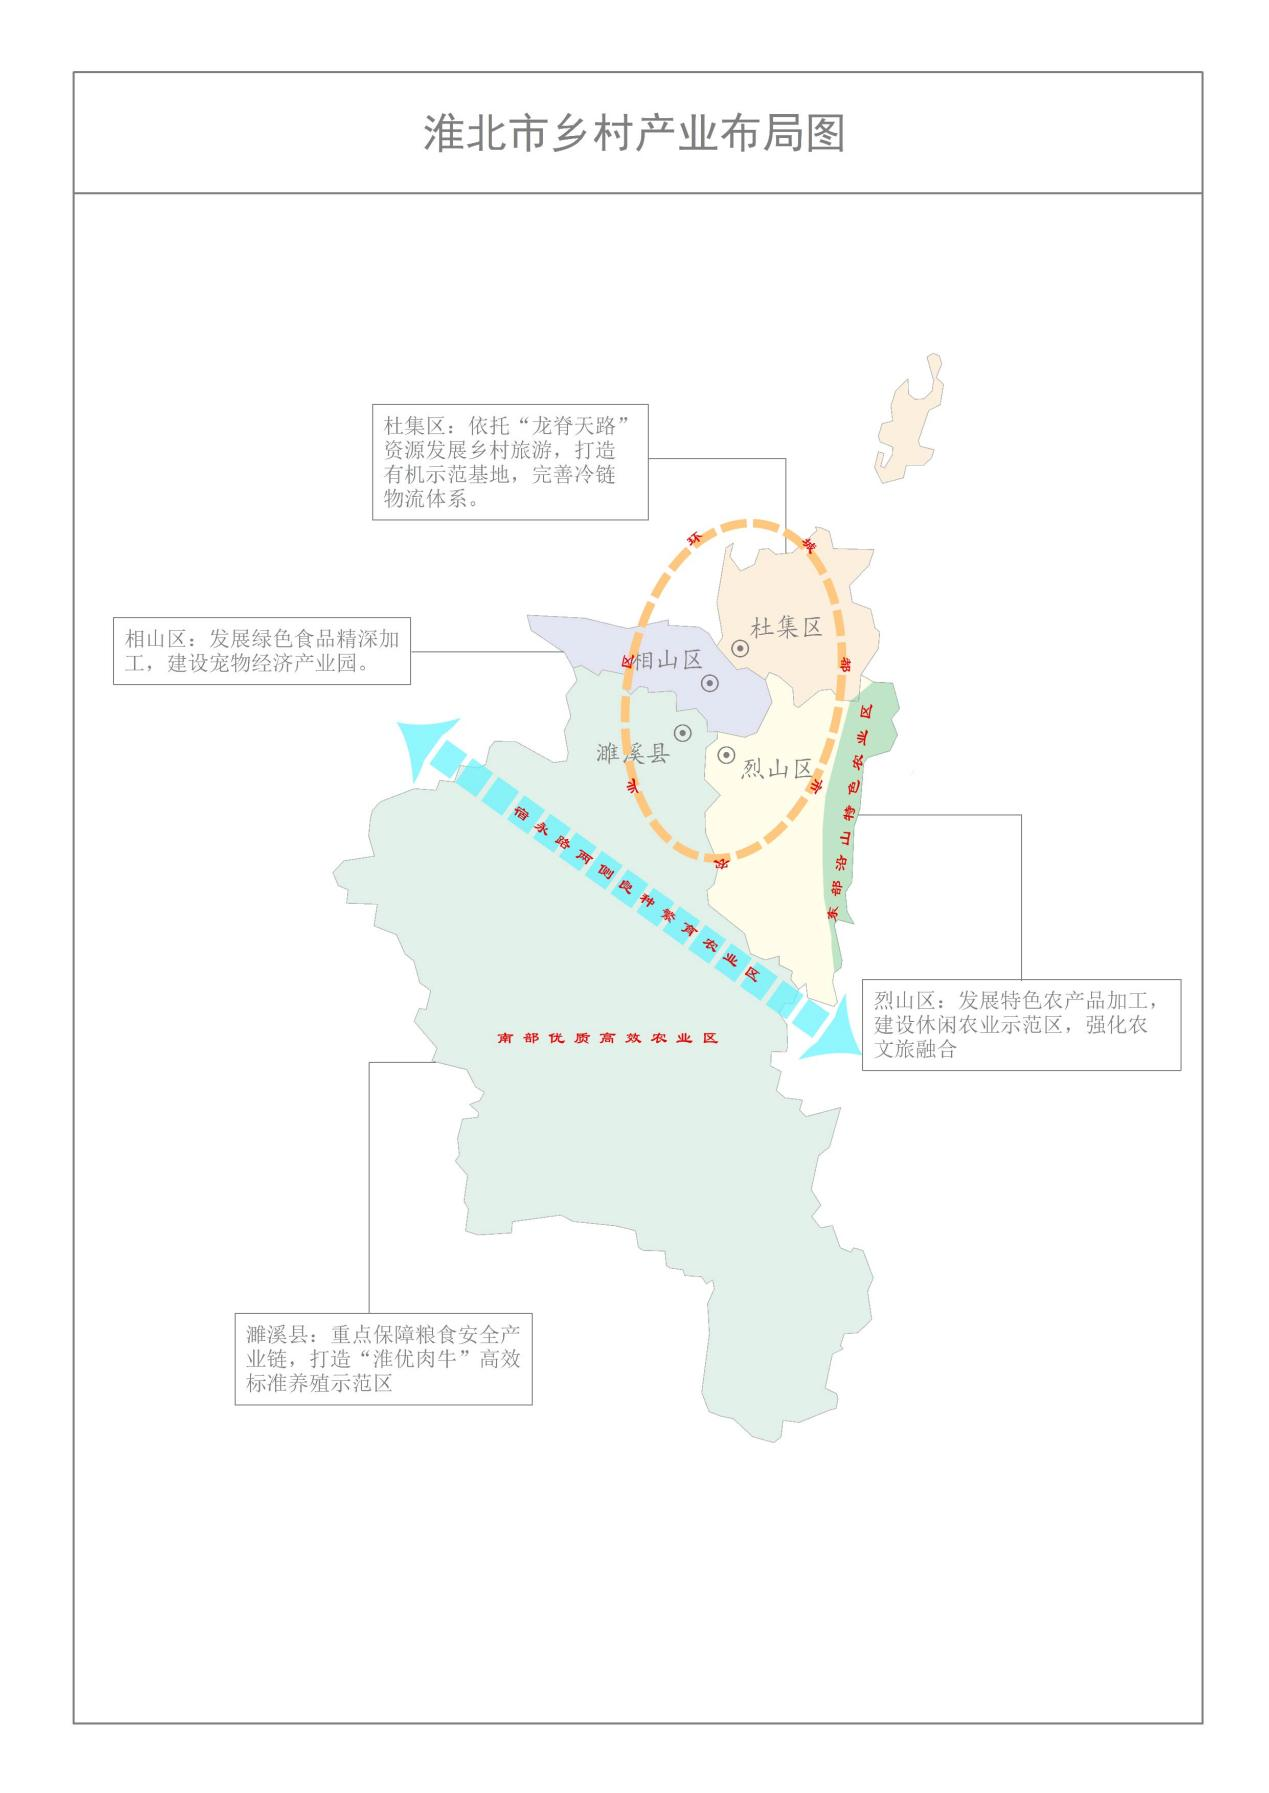 淮北市乡村产业布局图
杜集区：依托“龙脊天路”
资源发展乡村旅游，打造
有机示范基地，完善冷链
物流体系。
环城都市农业区
杜集区
相山区：发展绿色食品精深加
工，建设宠物经济产业园。
相山区
濉溪县
烈山区
东部沿山特色农业区
宿永路两侧良种繁育农业区
烈山区：发展特色农产品加工，
建设休闲农业示范区，强化农
文旅融合
南部优质高效农业区
濉溪县：重点保障粮食安全产
业链，打造“淮优肉牛”高效
标准养殖示范区